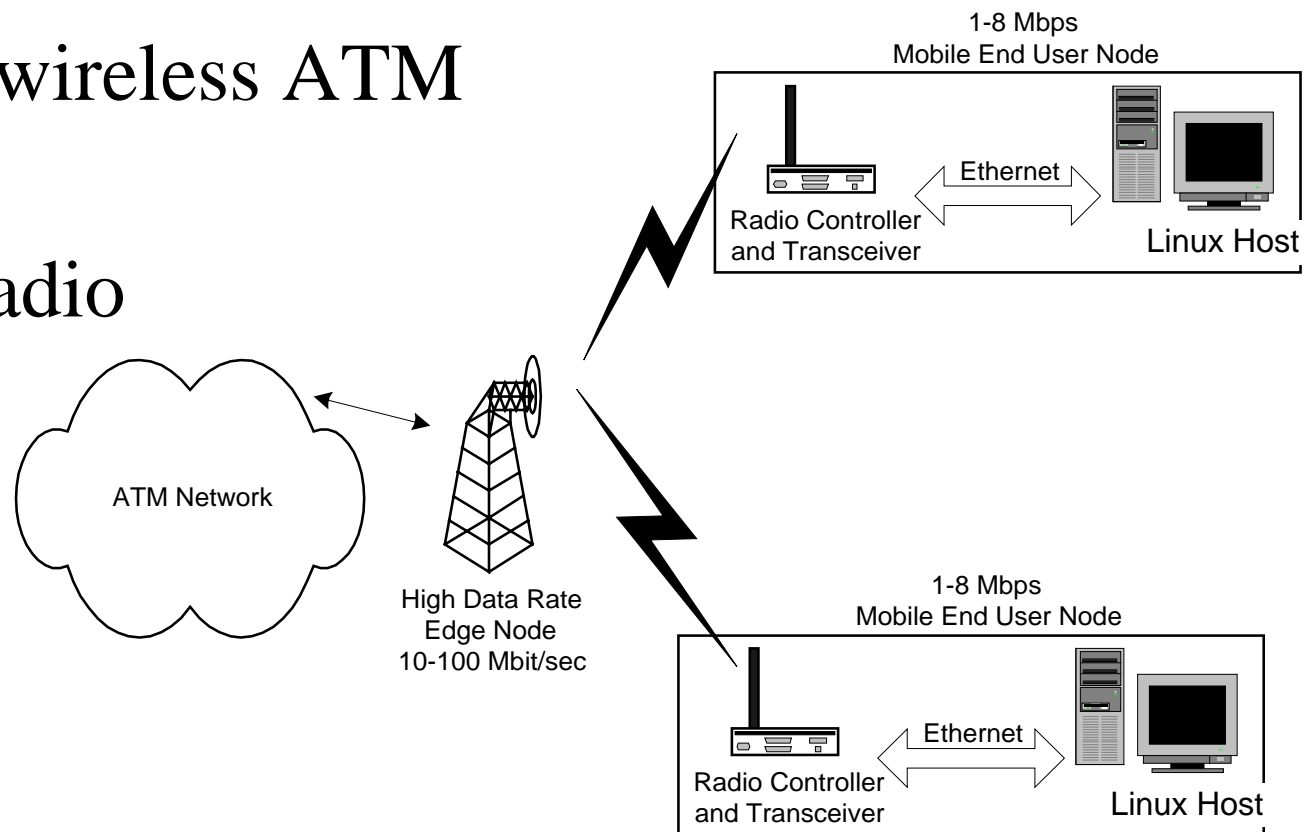 wireless ATM
adio
1-8 Mbps
Mobile End User Node
Ethernet
Radio Controller
and Transceiver
Linux Host
ATM Network
High Data Rate
Edge Node
10-100 Mbit/sec
1-8 Mbps
Mobile End User Node
Ethernet
Radio Controller
and Transceiver
Linux Host